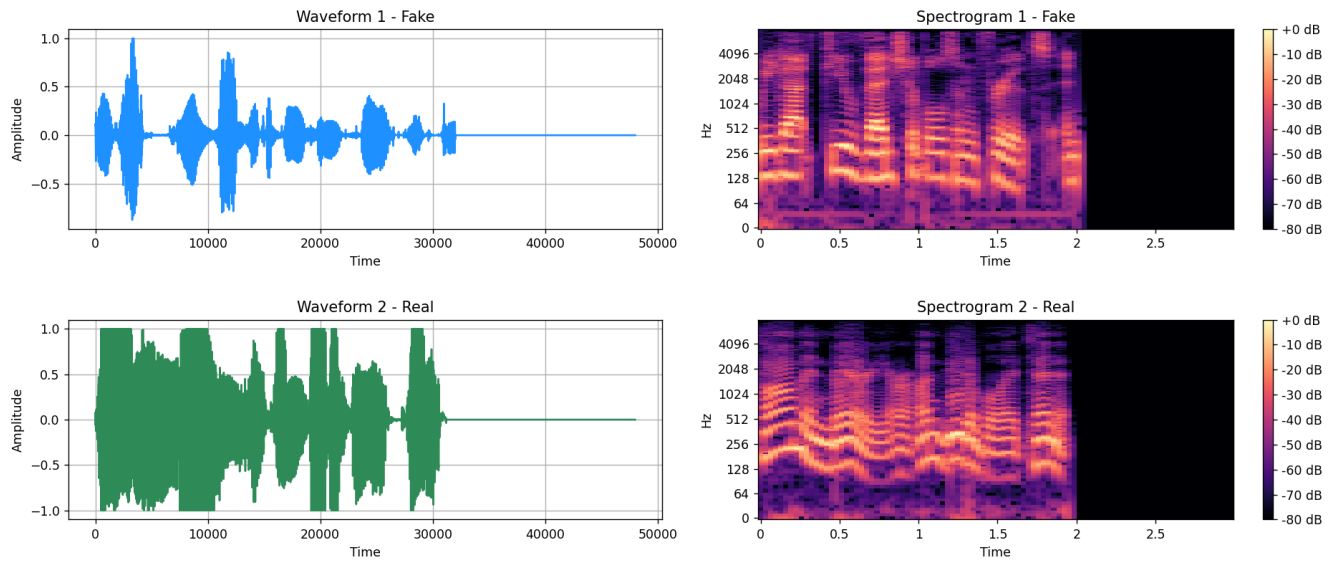 Waveform 1 - Fake
Amplitude
1.0
0.5
0.0
−0.5
0
10000
20000
30000
40000
50000
Time
Spectrogram 1 - Fake
Hz
4096
2048
1024
512
256
128
64
0
0
0.5
1
1.5
2
2.5
Time
+0 dB
-10 dB
-20 dB
-30 dB
-40 dB
-50 dB
-60 dB
-70 dB
-80 dB
Waveform 2 - Real
Amplitude
1.0
0.5
0.0
−0.5
−1.0
0
10000
20000
30000
40000
50000
Time
Spectrogram 2 - Real
Hz
4096
2048
1024
512
256
128
64
0
0
0.5
1
1.5
2
2.5
Time
+0 dB
-10 dB
-20 dB
-30 dB
-40 dB
-50 dB
-60 dB
-70 dB
-80 dB